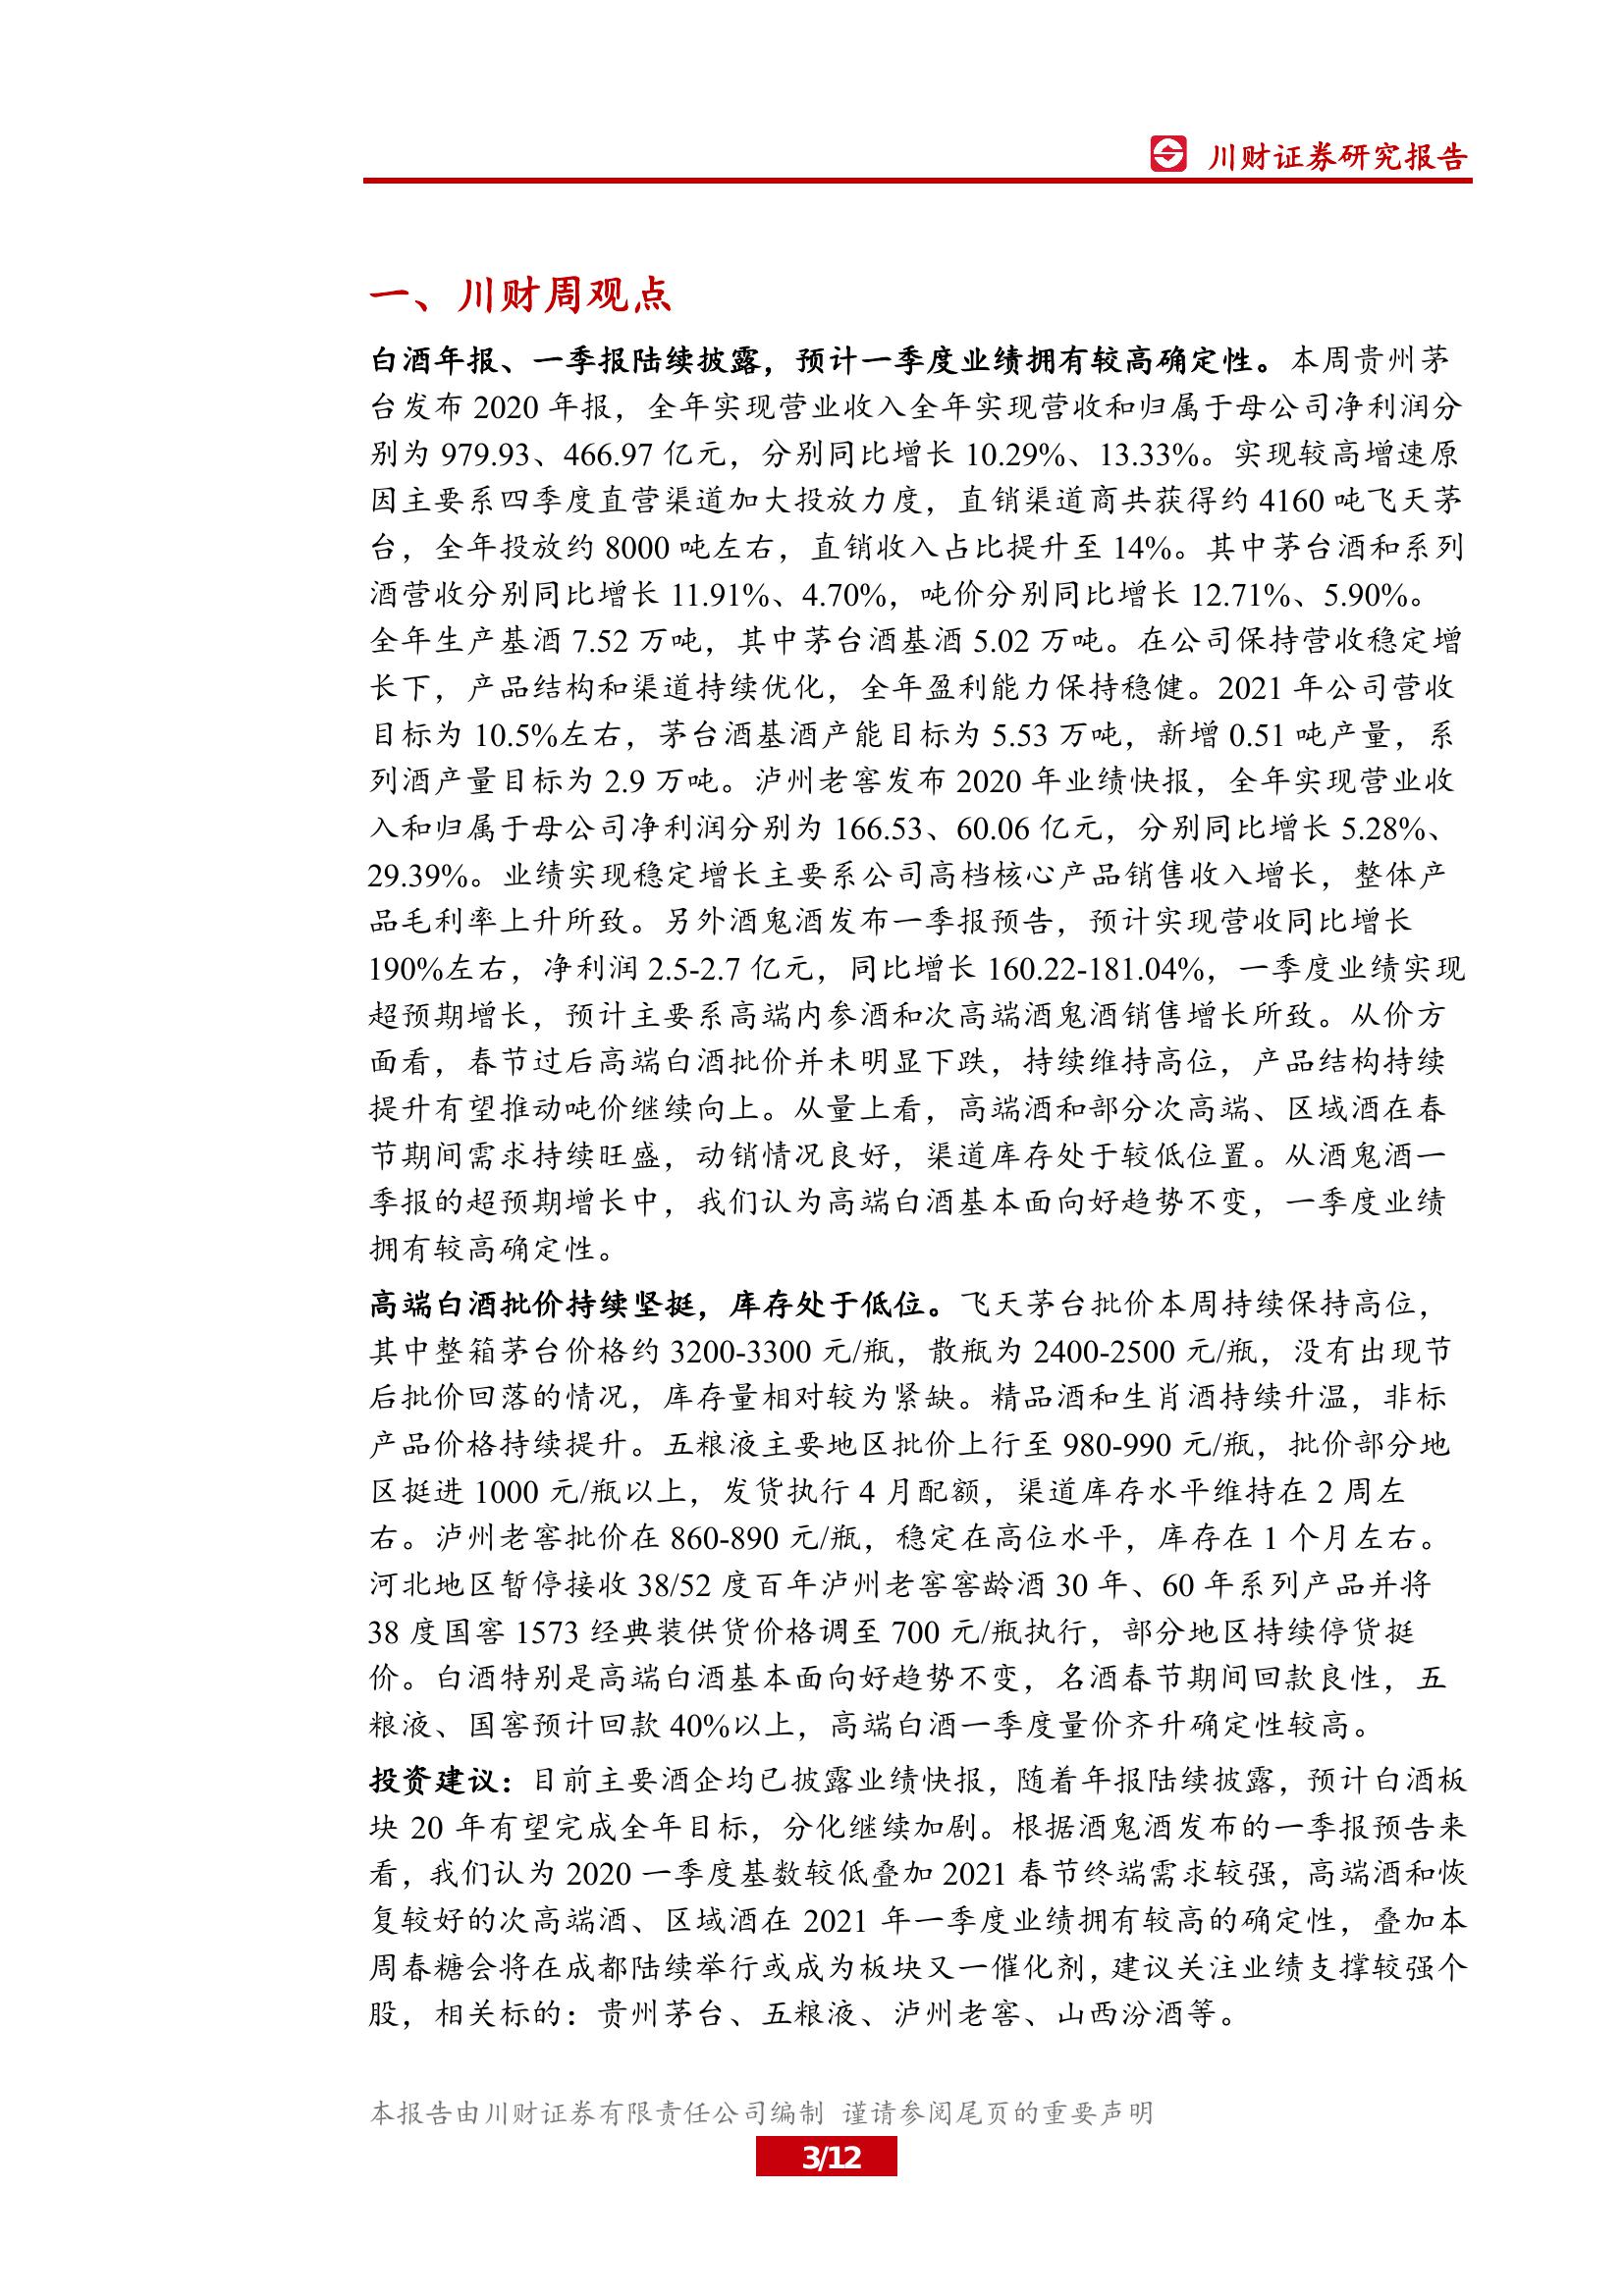 川财证券研究报告
一、川财周观点
白酒年报、一季报陆续披露，预计一季度业绩拥有较高确定性。本周贵州茅
台发布 2020 年报，全年实现营业收入全年实现营收和归属于母公司净利润分
别为 979.93、466.97 亿元，分别同比增长 10.29%、13.33%。实现较高增速原
因主要系四季度直营渠道加大投放力度，直销渠道商共获得约 4160 吨飞天茅
台，全年投放约 8000 吨左右，直销收入占比提升至 14%。其中茅台酒和系列
酒营收分别同比增长 11.91%、4.70%，吨价分别同比增长 12.71%、5.90%。
全年生产基酒 7.52 万吨，其中茅台酒基酒 5.02 万吨。在公司保持营收稳定增
长下，产品结构和渠道持续优化，全年盈利能力保持稳健。2021 年公司营收
目标为 10.5%左右，茅台酒基酒产能目标为 5.53 万吨，新增 0.51 吨产量，系
列酒产量目标为 2.9 万吨。泸州老窖发布 2020 年业绩快报，全年实现营业收
入和归属于母公司净利润分别为 166.53、60.06 亿元，分别同比增长 5.28%、
29.39%。业绩实现稳定增长主要系公司高档核心产品销售收入增长，整体产
品毛利率上升所致。另外酒鬼酒发布一季报预告，预计实现营收同比增长
190%左右，净利润 2.5-2.7 亿元，同比增长 160.22-181.04%，一季度业绩实现
超预期增长，预计主要系高端内参酒和次高端酒鬼酒销售增长所致。从价方
面看，春节过后高端白酒批价并未明显下跌，持续维持高位，产品结构持续
提升有望推动吨价继续向上。从量上看，高端酒和部分次高端、区域酒在春
节期间需求持续旺盛，动销情况良好，渠道库存处于较低位置。从酒鬼酒一
季报的超预期增长中，我们认为高端白酒基本面向好趋势不变，一季度业绩
拥有较高确定性。
高端白酒批价持续坚挺，库存处于低位。飞天茅台批价本周持续保持高位，
其中整箱茅台价格约 3200-3300 元/瓶，散瓶为 2400-2500 元/瓶，没有出现节
后批价回落的情况，库存量相对较为紧缺。精品酒和生肖酒持续升温，非标
产品价格持续提升。五粮液主要地区批价上行至 980-990 元/瓶，批价部分地
区挺进 1000 元/瓶以上，发货执行 4 月配额，渠道库存水平维持在 2 周左
右。泸州老窖批价在 860-890 元/瓶，稳定在高位水平，库存在 1 个月左右。
河北地区暂停接收 38/52 度百年泸州老窖窖龄酒 30 年、60 年系列产品并将
38 度国窖 1573 经典装供货价格调至 700 元/瓶执行，部分地区持续停货挺
价。白酒特别是高端白酒基本面向好趋势不变，名酒春节期间回款良性，五
粮液、国窖预计回款 40%以上，高端白酒一季度量价齐升确定性较高。
投资建议：目前主要酒企均已披露业绩快报，随着年报陆续披露，预计白酒板
块 20 年有望完成全年目标，分化继续加剧。根据酒鬼酒发布的一季报预告来
看，我们认为 2020 一季度基数较低叠加 2021 春节终端需求较强，高端酒和恢
复较好的次高端酒、区域酒在 2021 年一季度业绩拥有较高的确定性，叠加本
周春糖会将在成都陆续举行或成为板块又一催化剂，建议关注业绩支撑较强个
股，相关标的：贵州茅台、五粮液、泸州老窖、山西汾酒等。
本报告由川财证券有限责任公司编制 谨请参阅尾页的重要声明
3/12